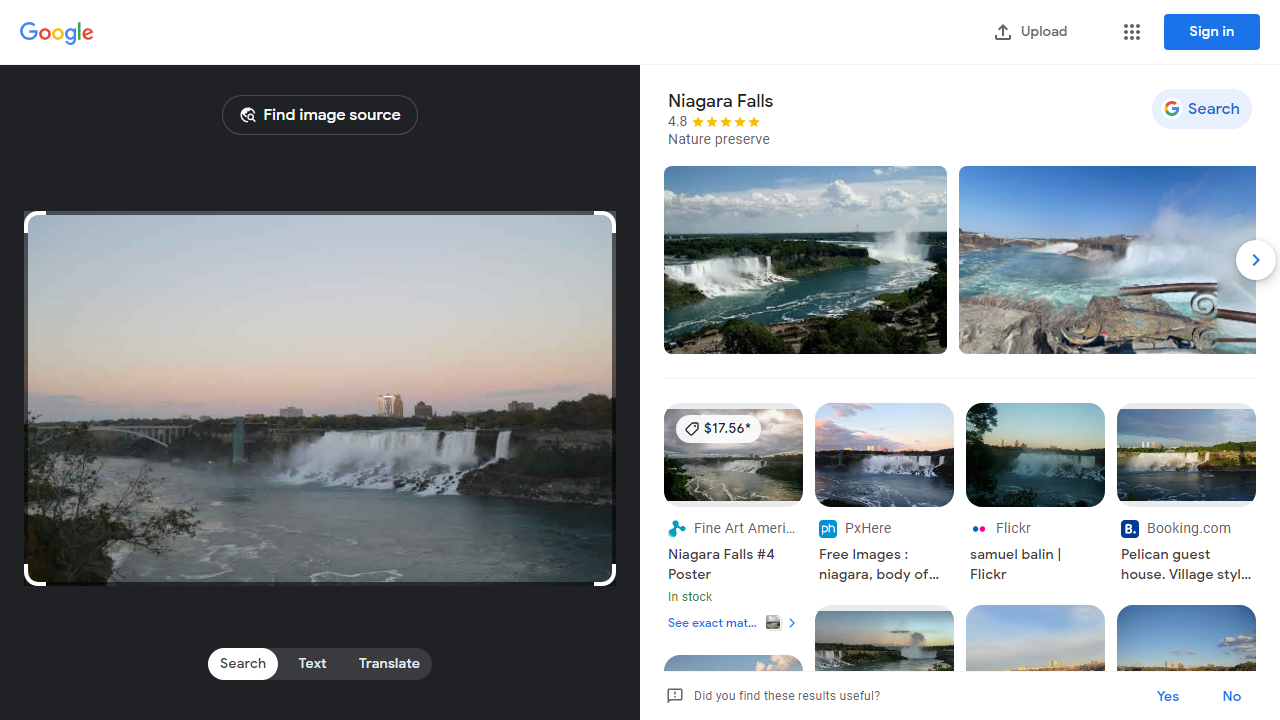 Google
Upload
Sign in
Find image source
Niagara Falls
4.8
Nature preserve
Search
$17.56*
Fine Art Ameri...
PxHere
Flickr
Booking.com
Niagara Falls #4
Poster
Free Images :
niagara, body of...
samuel balin |
Flickr
Pelican guest
house. Village styl...
In stock
See exact mat...
Search
Text
Translate
Did you find these results useful?
Yes
No